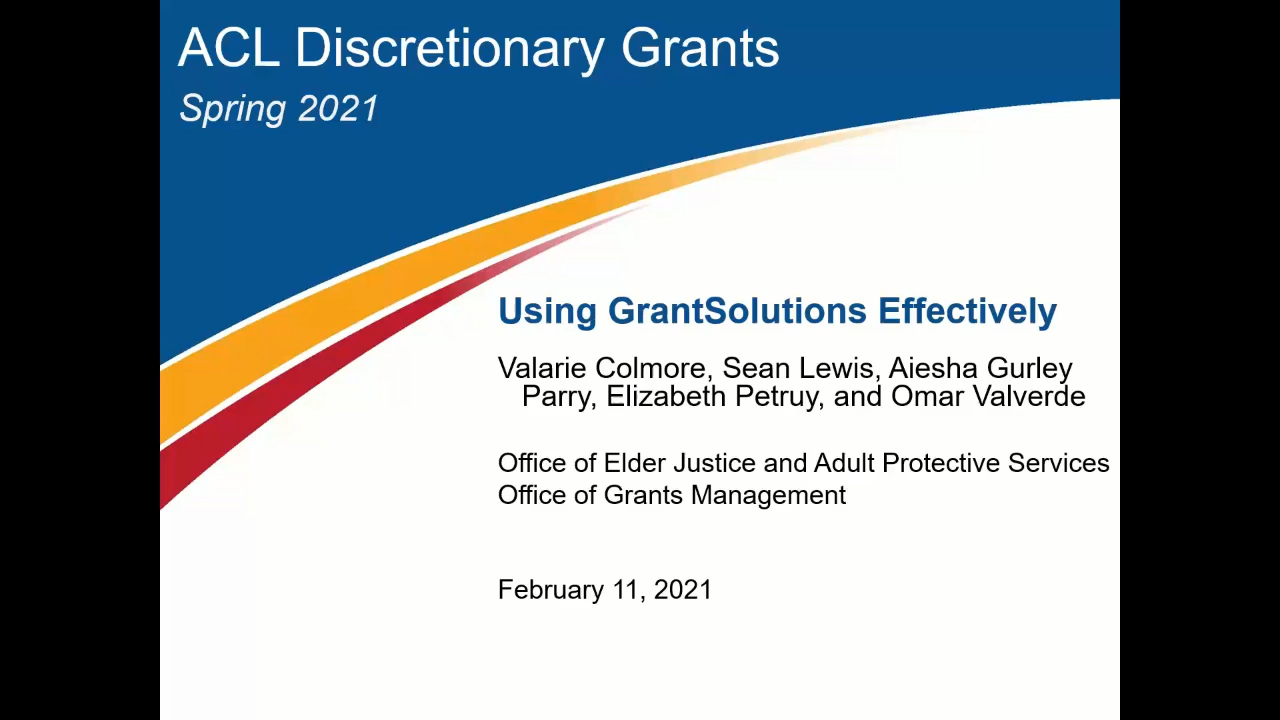 ACL Discretionary Grants
Spring 2021
Using GrantSolutions Effectively
Valarie Colmore, Sean Lewis, Aiesha Gurley
Parry, Elizabeth Petruy, and Omar Valverde
Office of Elder Justice and Adult Protective Services
Office of Grants Management
February 11, 2021